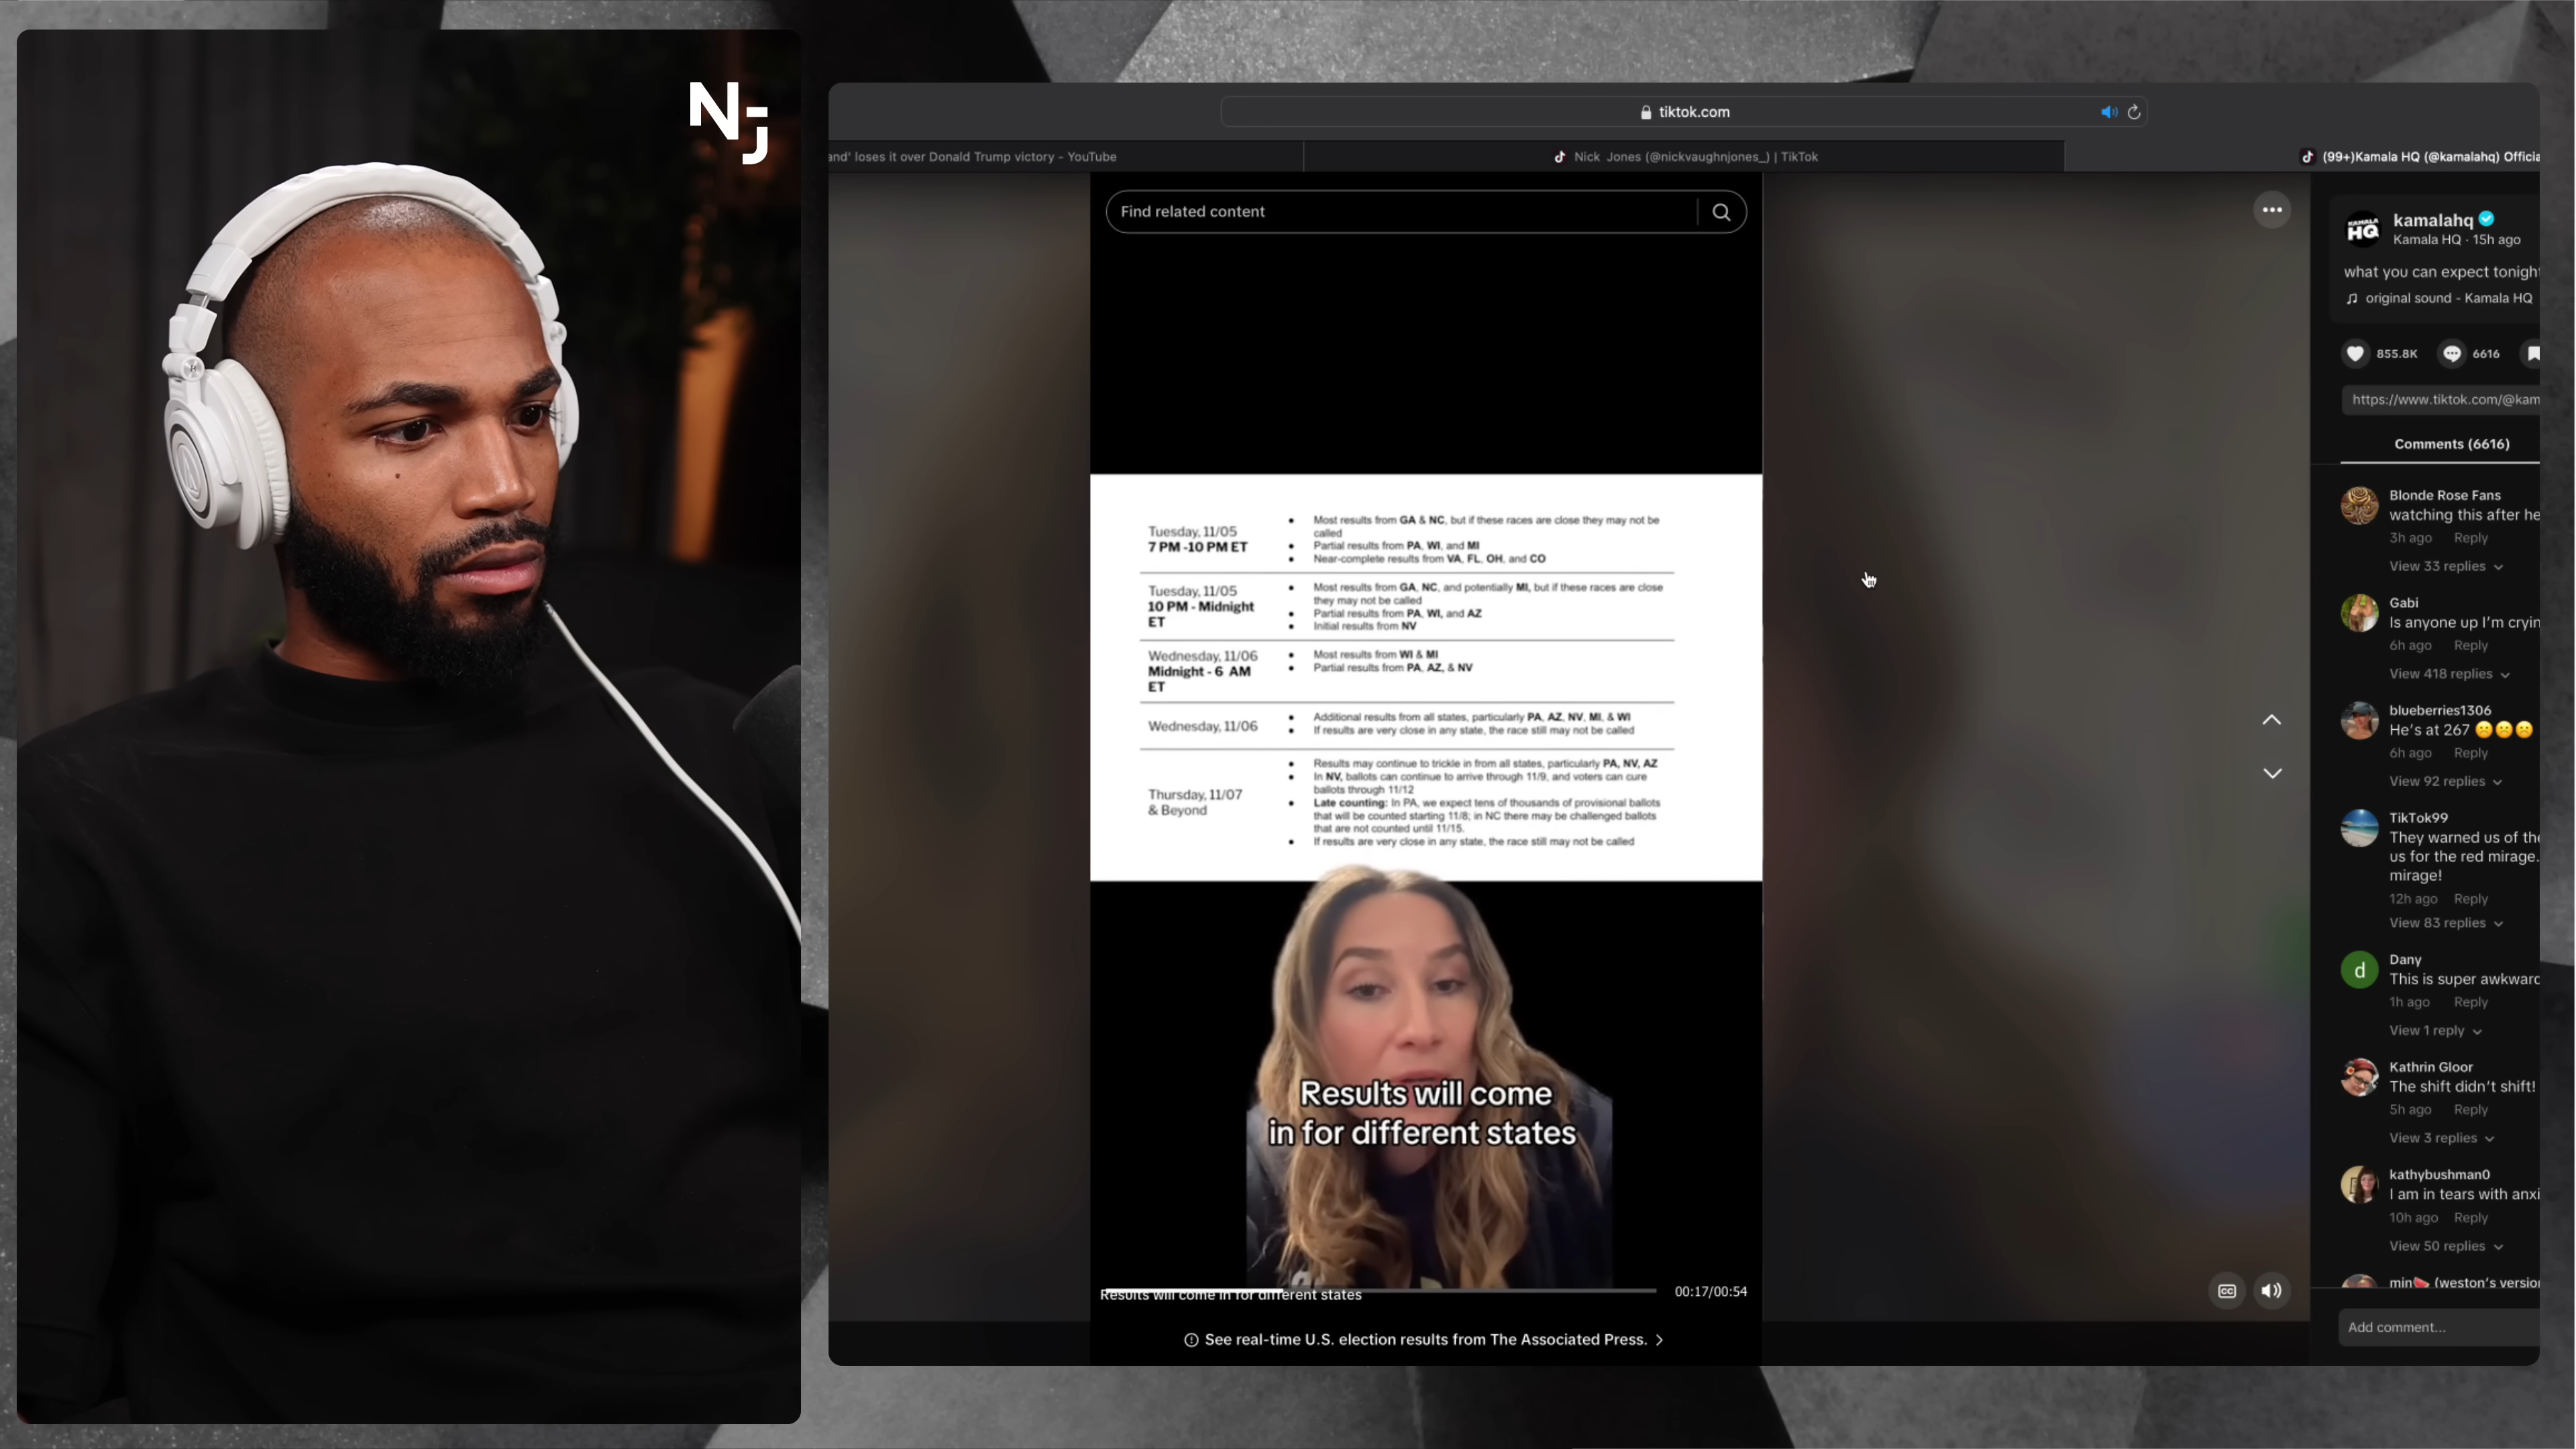 NJ
tiktok.com
and' loses it over Donald Trump victory - YouTube
Nick Jones (@nickvaughnjones_) | TikTok
(99+)Kamala HQ (@kamalahq) Officia
Find related content
Tuesday, 11/05
7 PM -10 PM ET
• Most results from GA & NC, but if these races are close they may not be
called
• Partial results from PA, WI, and MI
• Near-complete results from VA, FL, OH, and CO
Tuesday, 11/05
10 PM - Midnight
ET
• Most results from GA, NC, and potentially MI, but if these races are close
they may not be called
• Partial results from PA, WI, and AZ
• Initial results from NV
Wednesday, 11/06
Midnight - 6 AM
ET
• Most results from WI & MI
• Partial results from PA, AZ, & NV
Wednesday, 11/06
• Additional results from all states, particularly PA, AZ, NV, MI, & WI
• If results are very close in any state, the race still may not be called
Thursday, 11/07
& Beyond
• Results may continue to trickle in from all states, particularly PA, NV, AZ
• In NV, ballots can continue to arrive through 11/9, and voters can cure
ballots through 11/12
• Late counting: In PA, we expect tens of thousands of provisional ballots
that will be counted starting 11/8; in NC there may be challenged ballots
that are not counted until 11/15.
• If results are very close in any state, the race still may not be called
Results will come
in for different states
Results will come in for different states
00:17/00:54
See real-time U.S. election results from The Associated Press. >
KAMALA
HQ
kamalahq
Kamala HQ · 15h ago
what you can expect tonight
original sound - Kamala HQ
855.8K
6616
https://www.tiktok.com/@kam
Comments (6616)
Blonde Rose Fans
watching this after he
3h ago Reply
View 33 replies
Gabi
Is anyone up I'm cryin
6h ago Reply
View 418 replies
blueberries1306
He's at 267 ☹️☹️☹️
6h ago Reply
View 92 replies
TikTok99
They warned us of the
us for the red mirage.
mirage!
12h ago Reply
View 83 replies
d
Dany
This is super awkward
1h ago Reply
View 1 reply
Kathrin Gloor
The shift didn't shift!
5h ago Reply
View 3 replies
kathybushman0
I am in tears with anxi
10h ago Reply
View 50 replies
min🍉 (weston's versio
CC
Add comment...